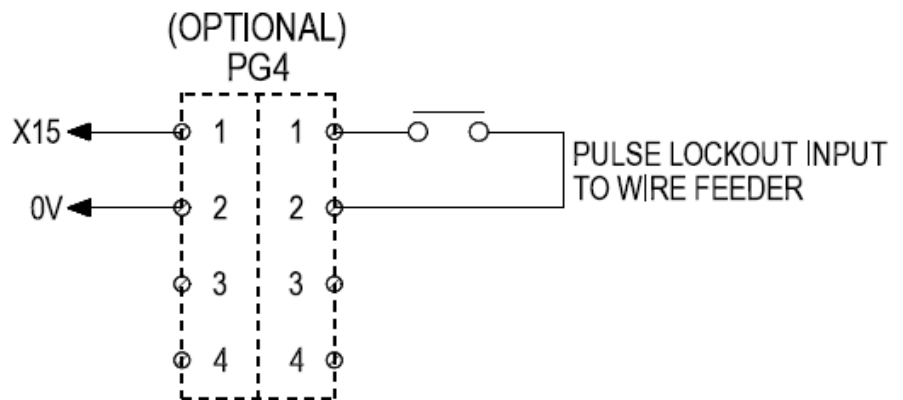 (OPTIONAL)
PG4
X15 1 1
PULSE LOCKOUT INPUT
TO WIRE FEEDER
0V 2 2
3 3
4 4